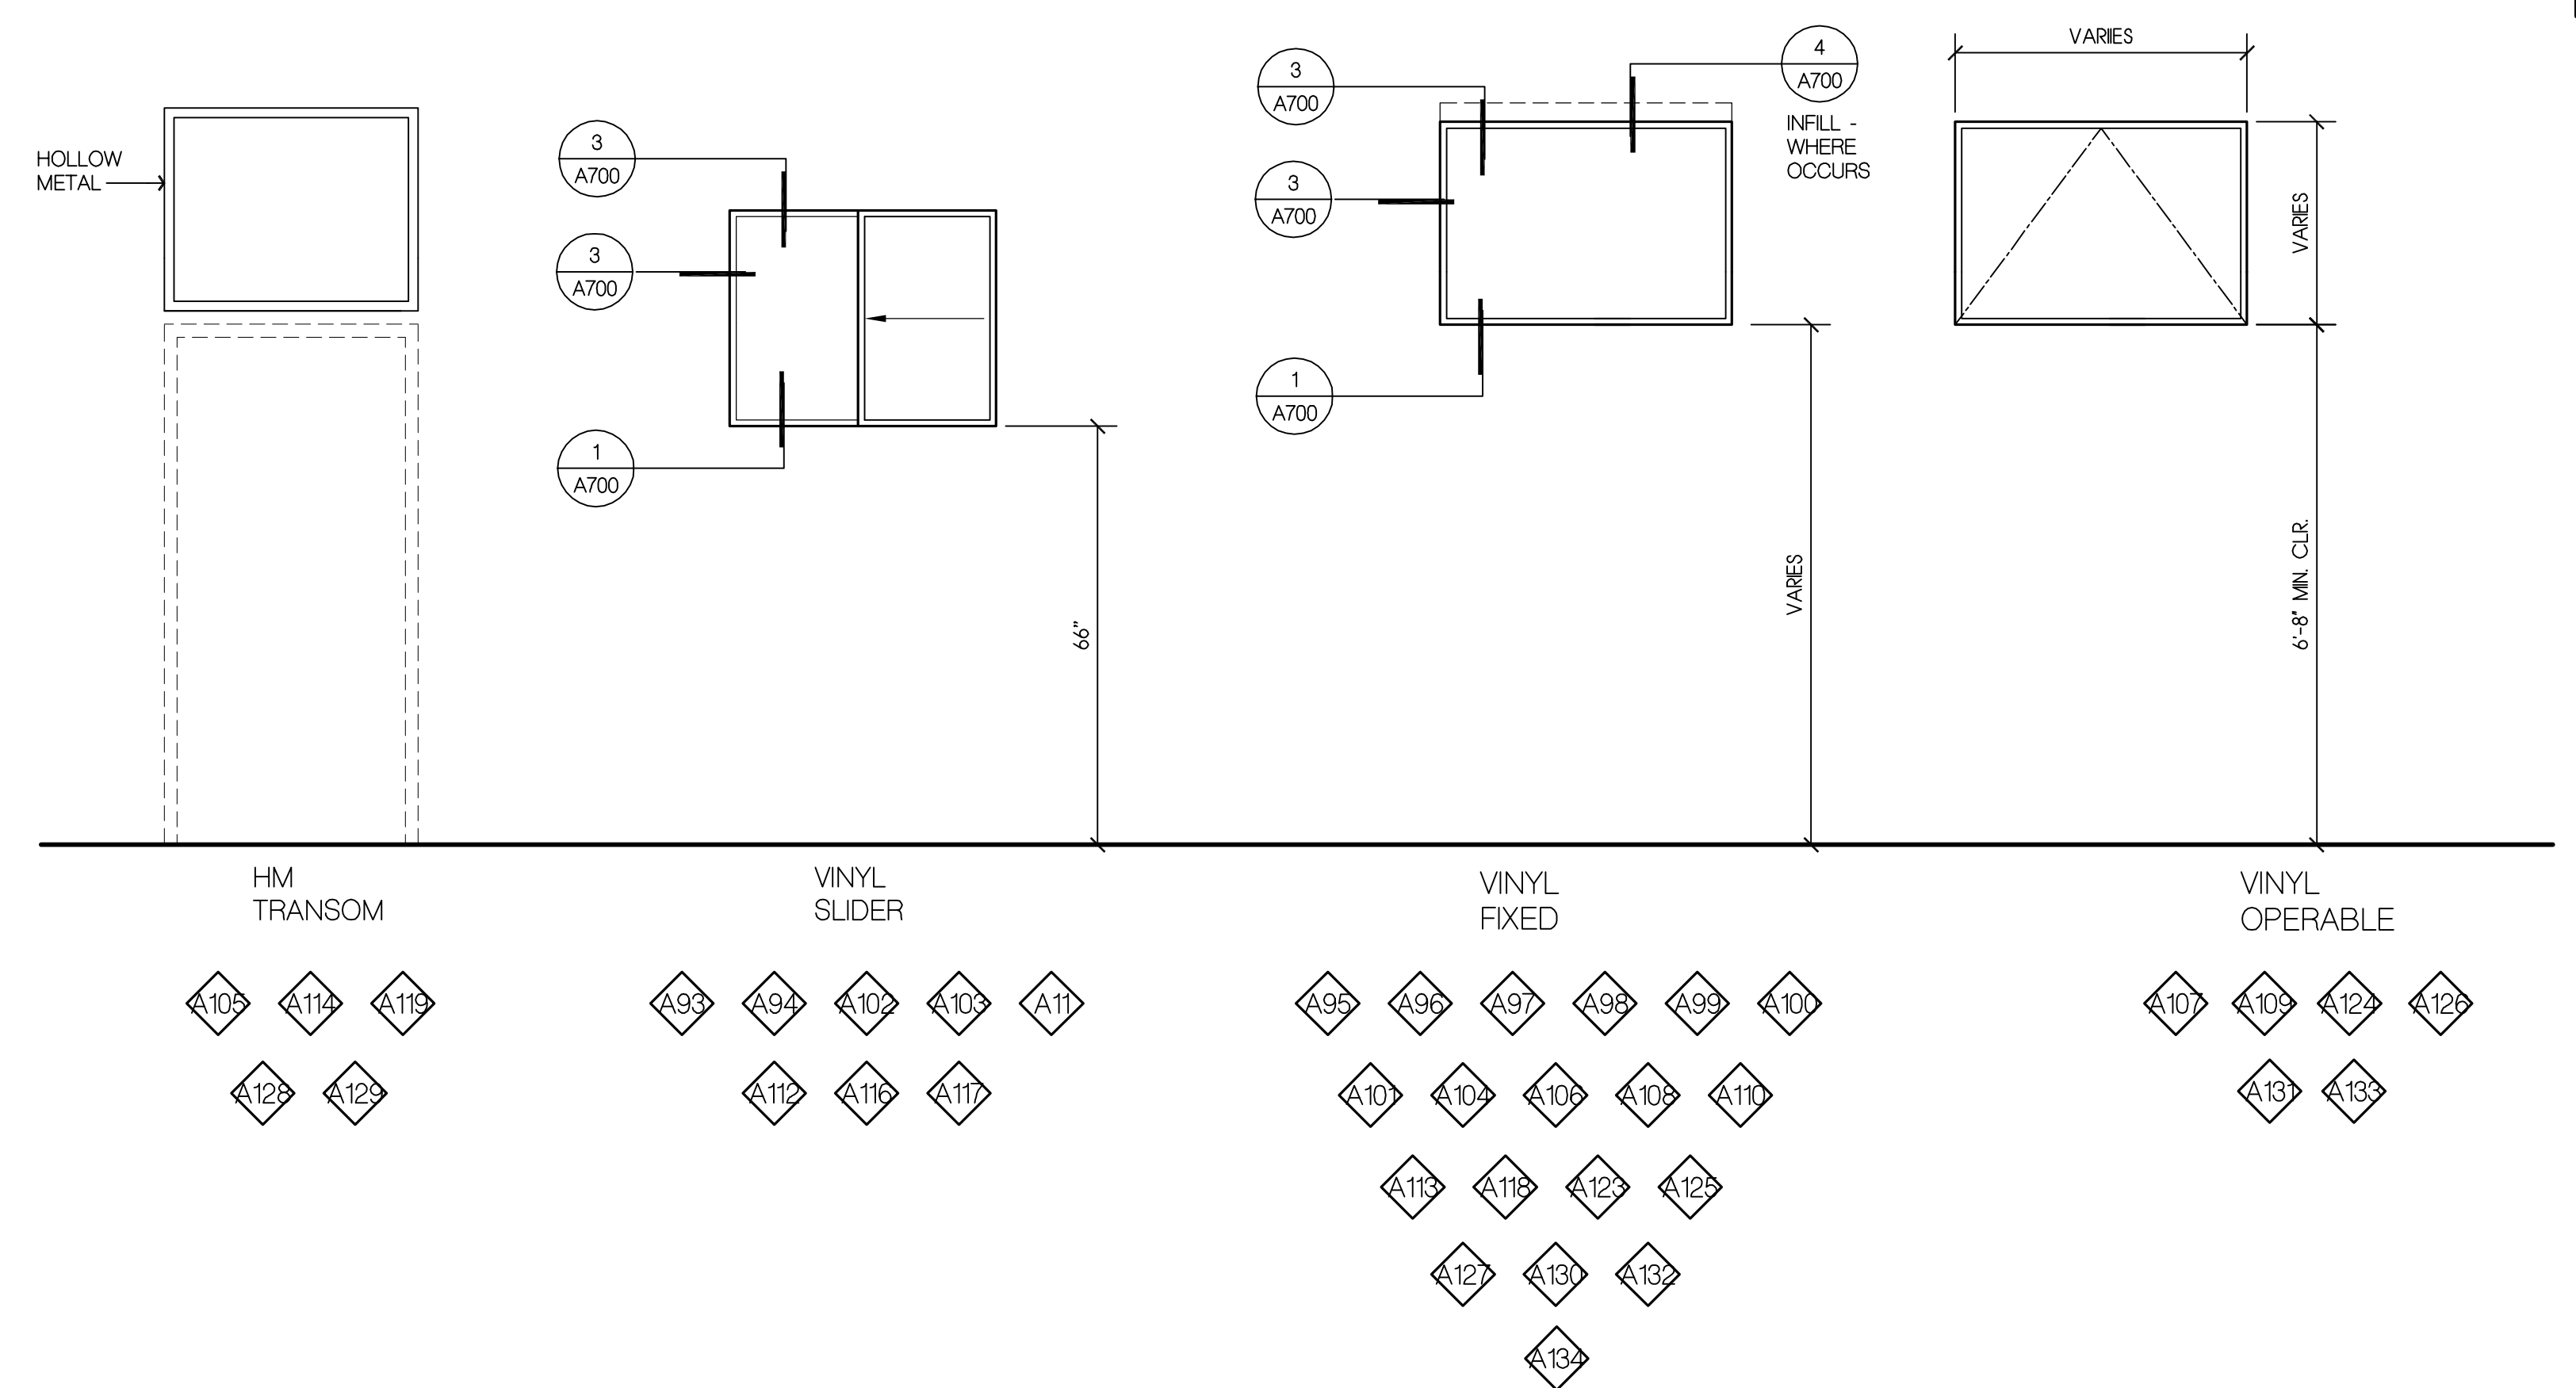 HOLLOW
METAL
HM
TRANSOM
A105
A114
A119
A128
A129
3
A700
3
A700
1
A700
66"
VINYL
SLIDER
A93
A94
A102
A103
A11
A112
A116
A117
3
A700
3
A700
1
A700
4
A700
INFILL -
WHERE
OCCURS
VARIES
VINYL
FIXED
A95
A96
A97
A98
A99
A100
A101
A104
A106
A108
A110
A113
A118
A123
A125
A127
A130
A132
A134
VARIIES
VARIES
6'-8" MIN. CLR.
VINYL
OPERABLE
A107
A109
A124
A126
A131
A133